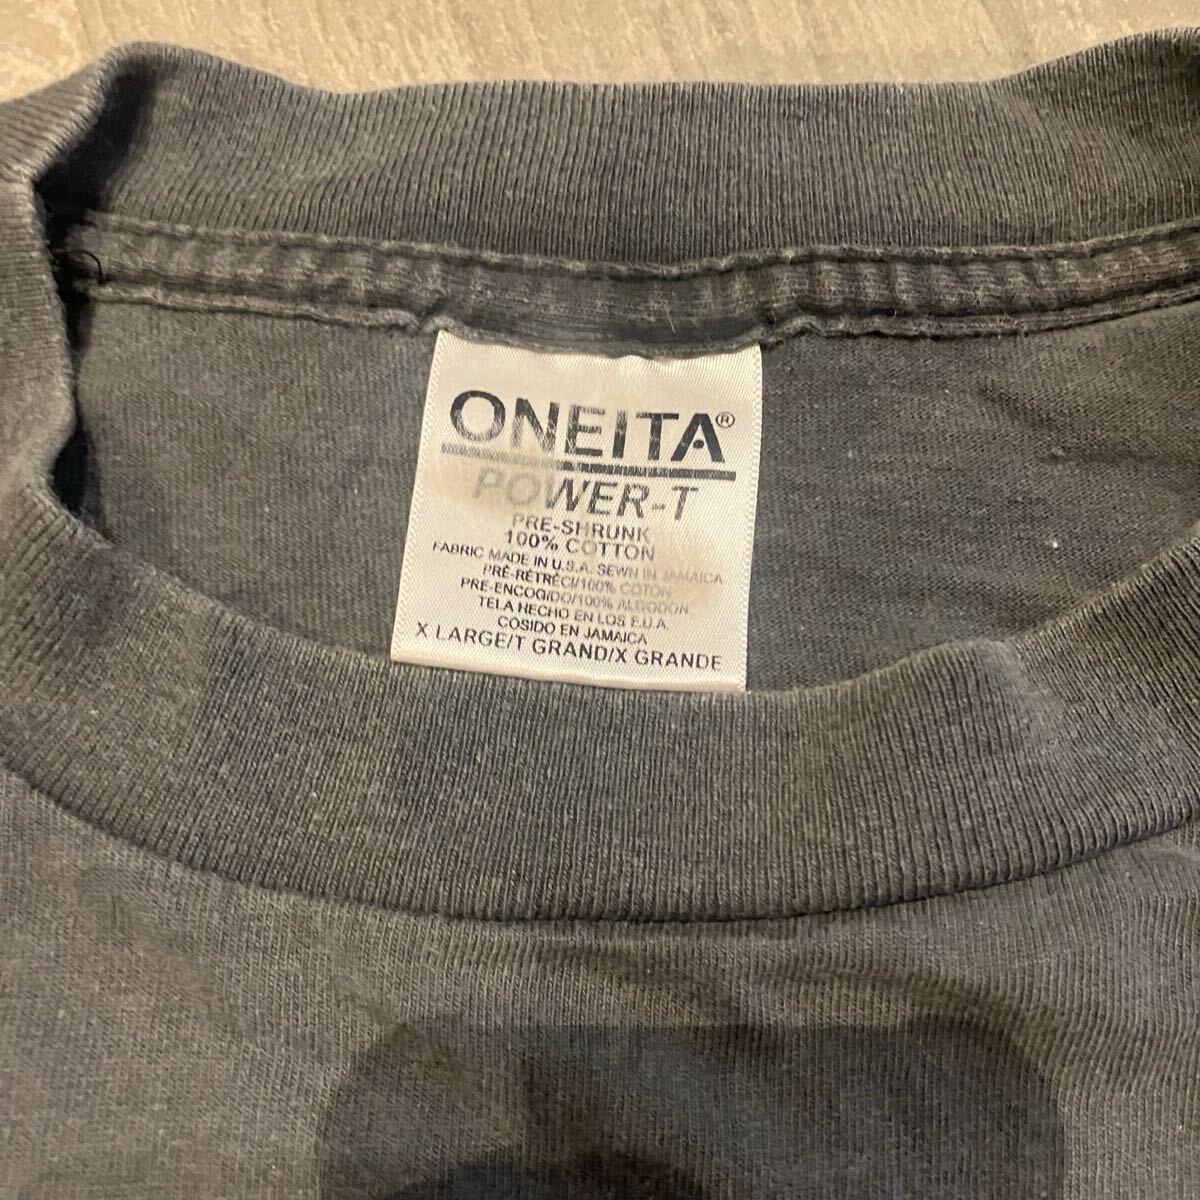 ONEITA®
POWER-T
PRE-SHRUNK
100% COTTON
FABRIC MADE IN U.S.A. SEWN IN JAMAICA
PRÉ-RÉTRÉCI/100% COTON
PRE-ENCOGIDO/100% ALGODON
TELA HECHO EN LOS E.U.A.
COSIDO EN JAMAICA
X LARGE/T GRAND/X GRANDE